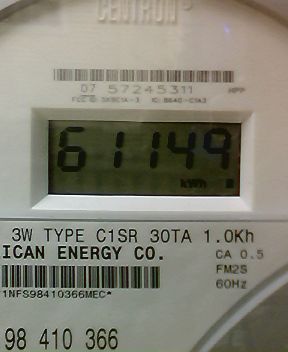 CENTRON®
07 57245311 MPP
61149
kWh
3W TYPE C1SR 30TA 1.0Kh
ICAN ENERGY CO. CA 0.5
FM2S
1NFS98410366MEC* 60Hz
98 410 366